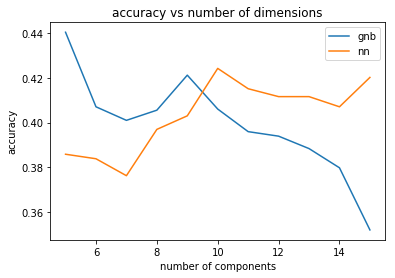 accuracy vs number of dimensions
gnb
nn
0.44
0.42
0.40
0.38
0.36
accuracy
6 8 10 12 14
number of components